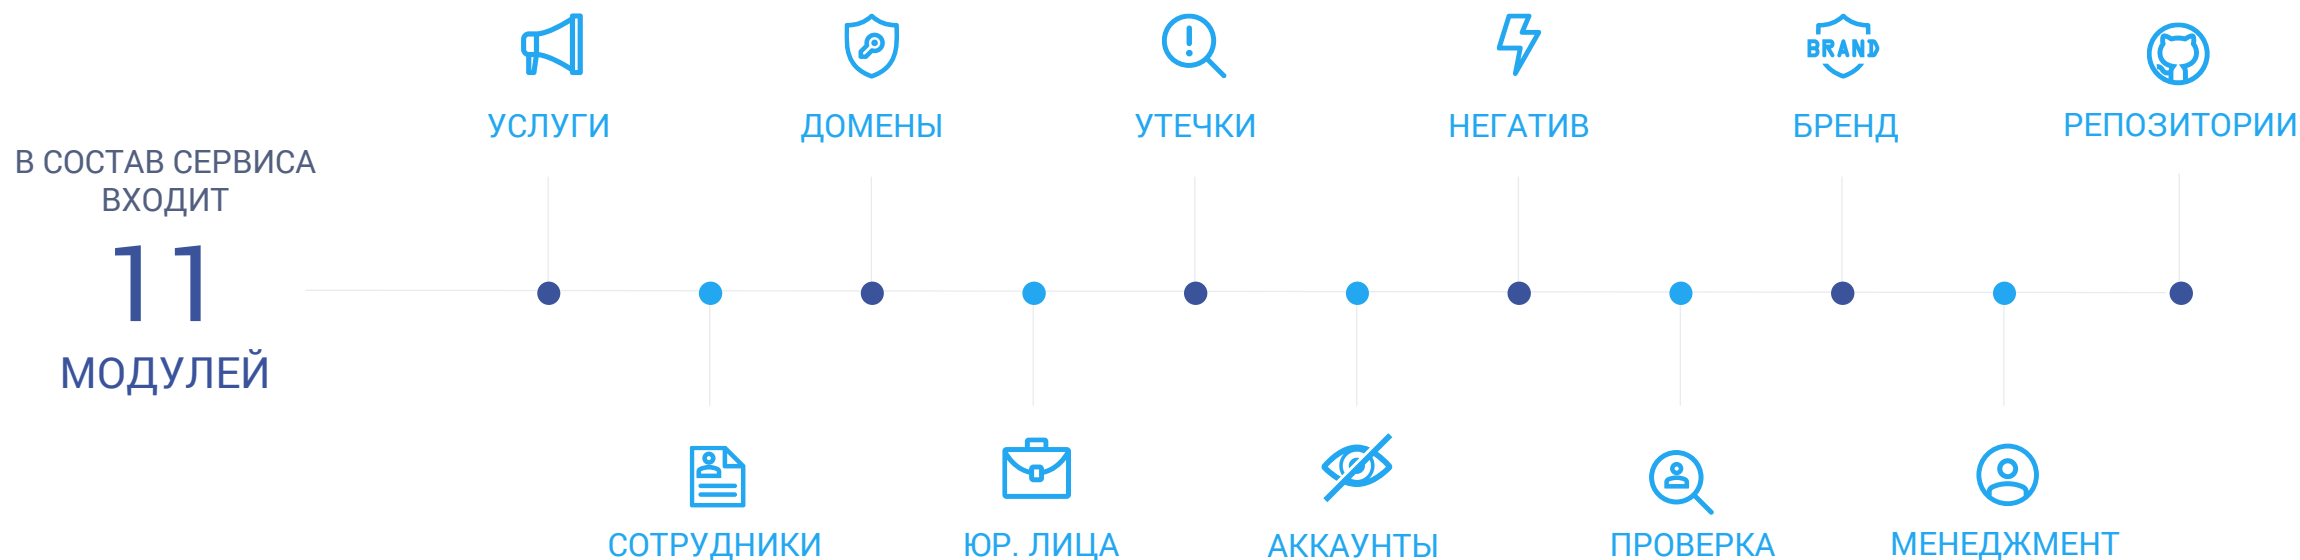 В СОСТАВ СЕРВИСА
ВХОДИТ
11
МОДУЛЕЙ
УСЛУГИ
ДОМЕНЫ
УТЕЧКИ
НЕГАТИВ
BRAND
БРЕНД
РЕПОЗИТОРИИ
СОТРУДНИКИ
ЮР. ЛИЦА
АККАУНТЫ
ПРОВЕРКА
МЕНЕДЖМЕНТ